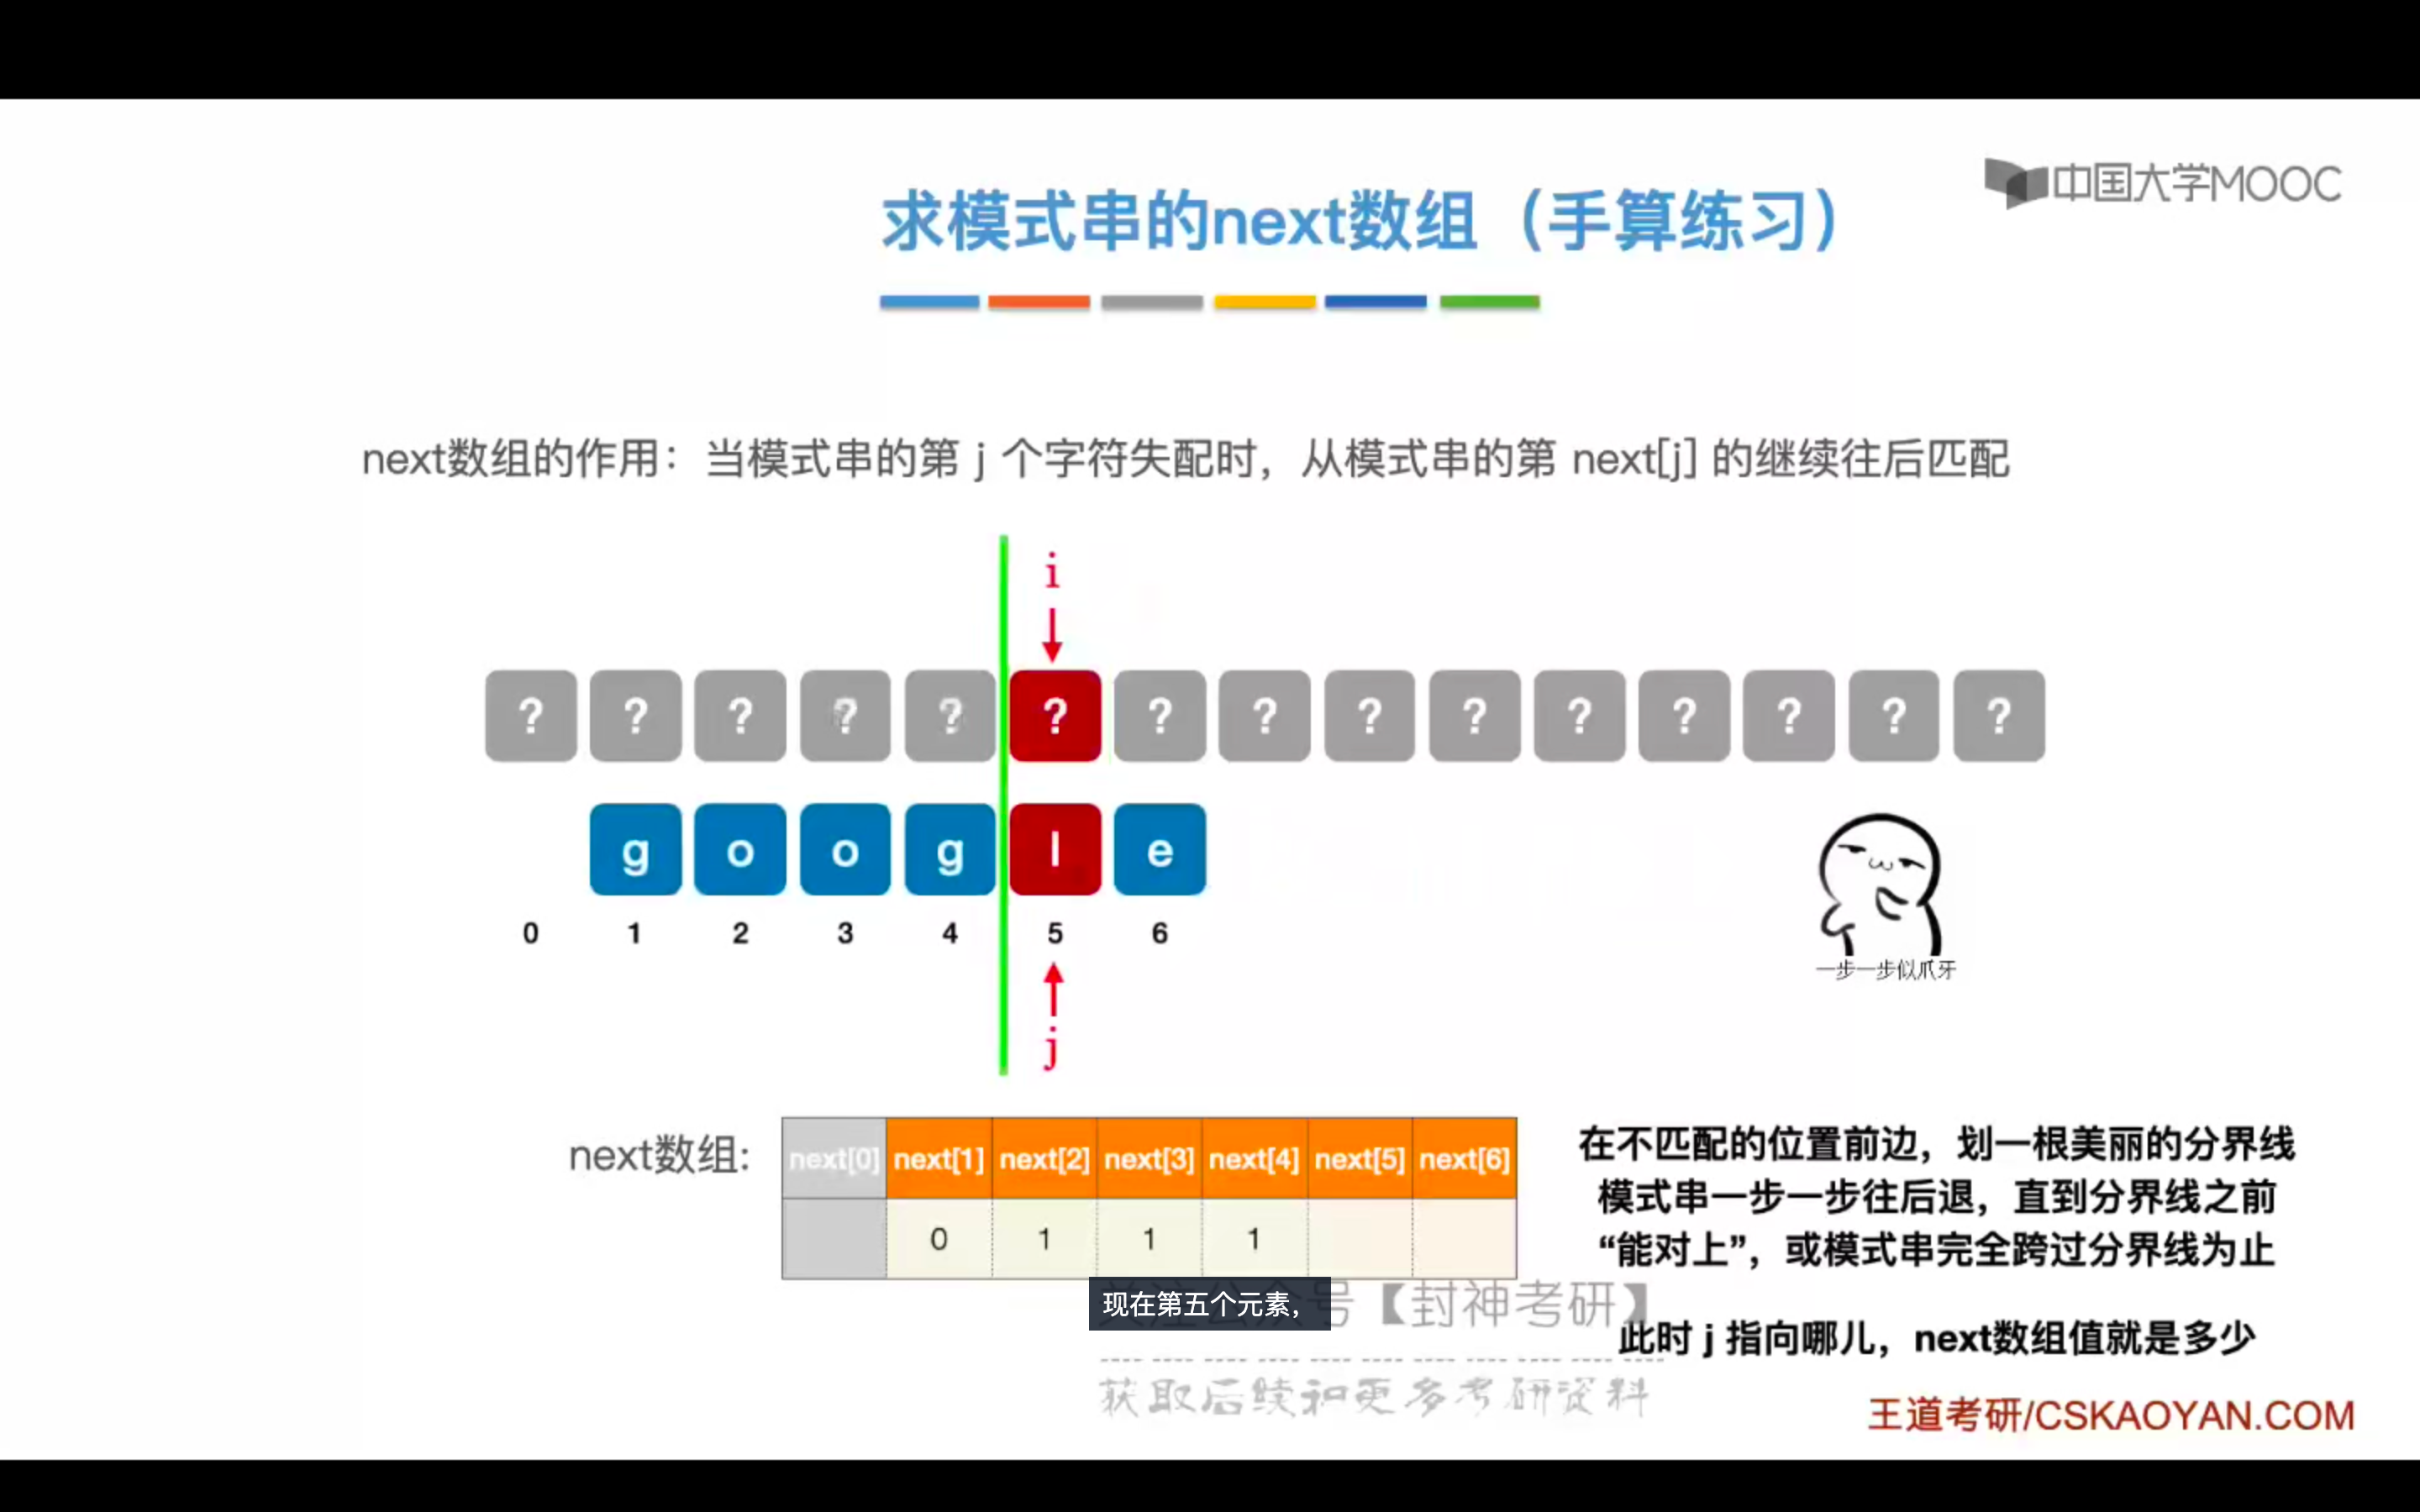 中国大学MOOC
求模式串的next数组（手算练习）
next数组的作用：当模式串的第 j 个字符失配时，从模式串的第 next[j] 的继续往后匹配
i
? ? ? ? ? ? ? ? ? ? ? ? ? ? ?
g o o g l e
0 1 2 3 4 5 6
一步一步似爪牙
j
next数组:
next[0] next[1] next[2] next[3] next[4] next[5] next[6]
0 1 1 1
在不匹配的位置前边，划一根美丽的分界线
模式串一步一步往后退，直到分界线之前
“能对上”，或模式串完全跨过分界线为止
现在第五个元素,
号【封神考研】
此时 j 指向哪儿，next数组值就是多少
获取后续和更多考研资料
王道考研/CSKAOYAN.COM